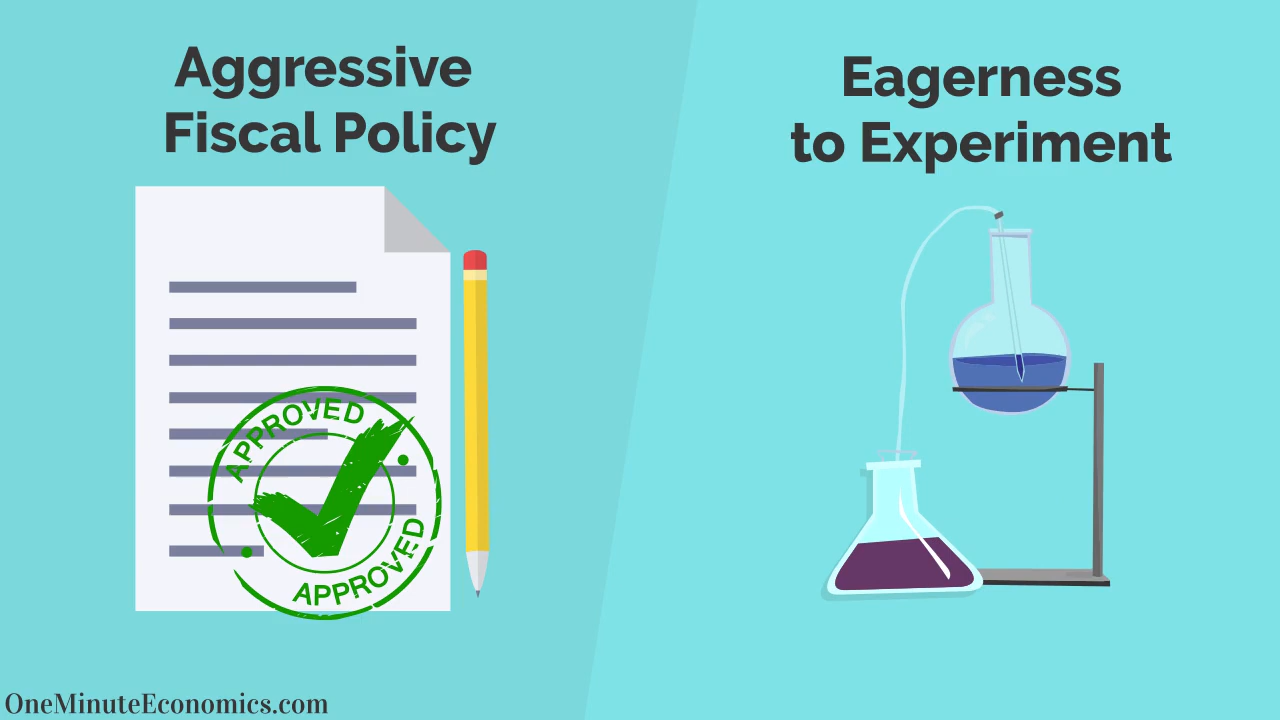 Aggressive
Fiscal Policy
Eagerness
to Experiment
APPROVED
APPROVED
OneMinuteEconomics.com